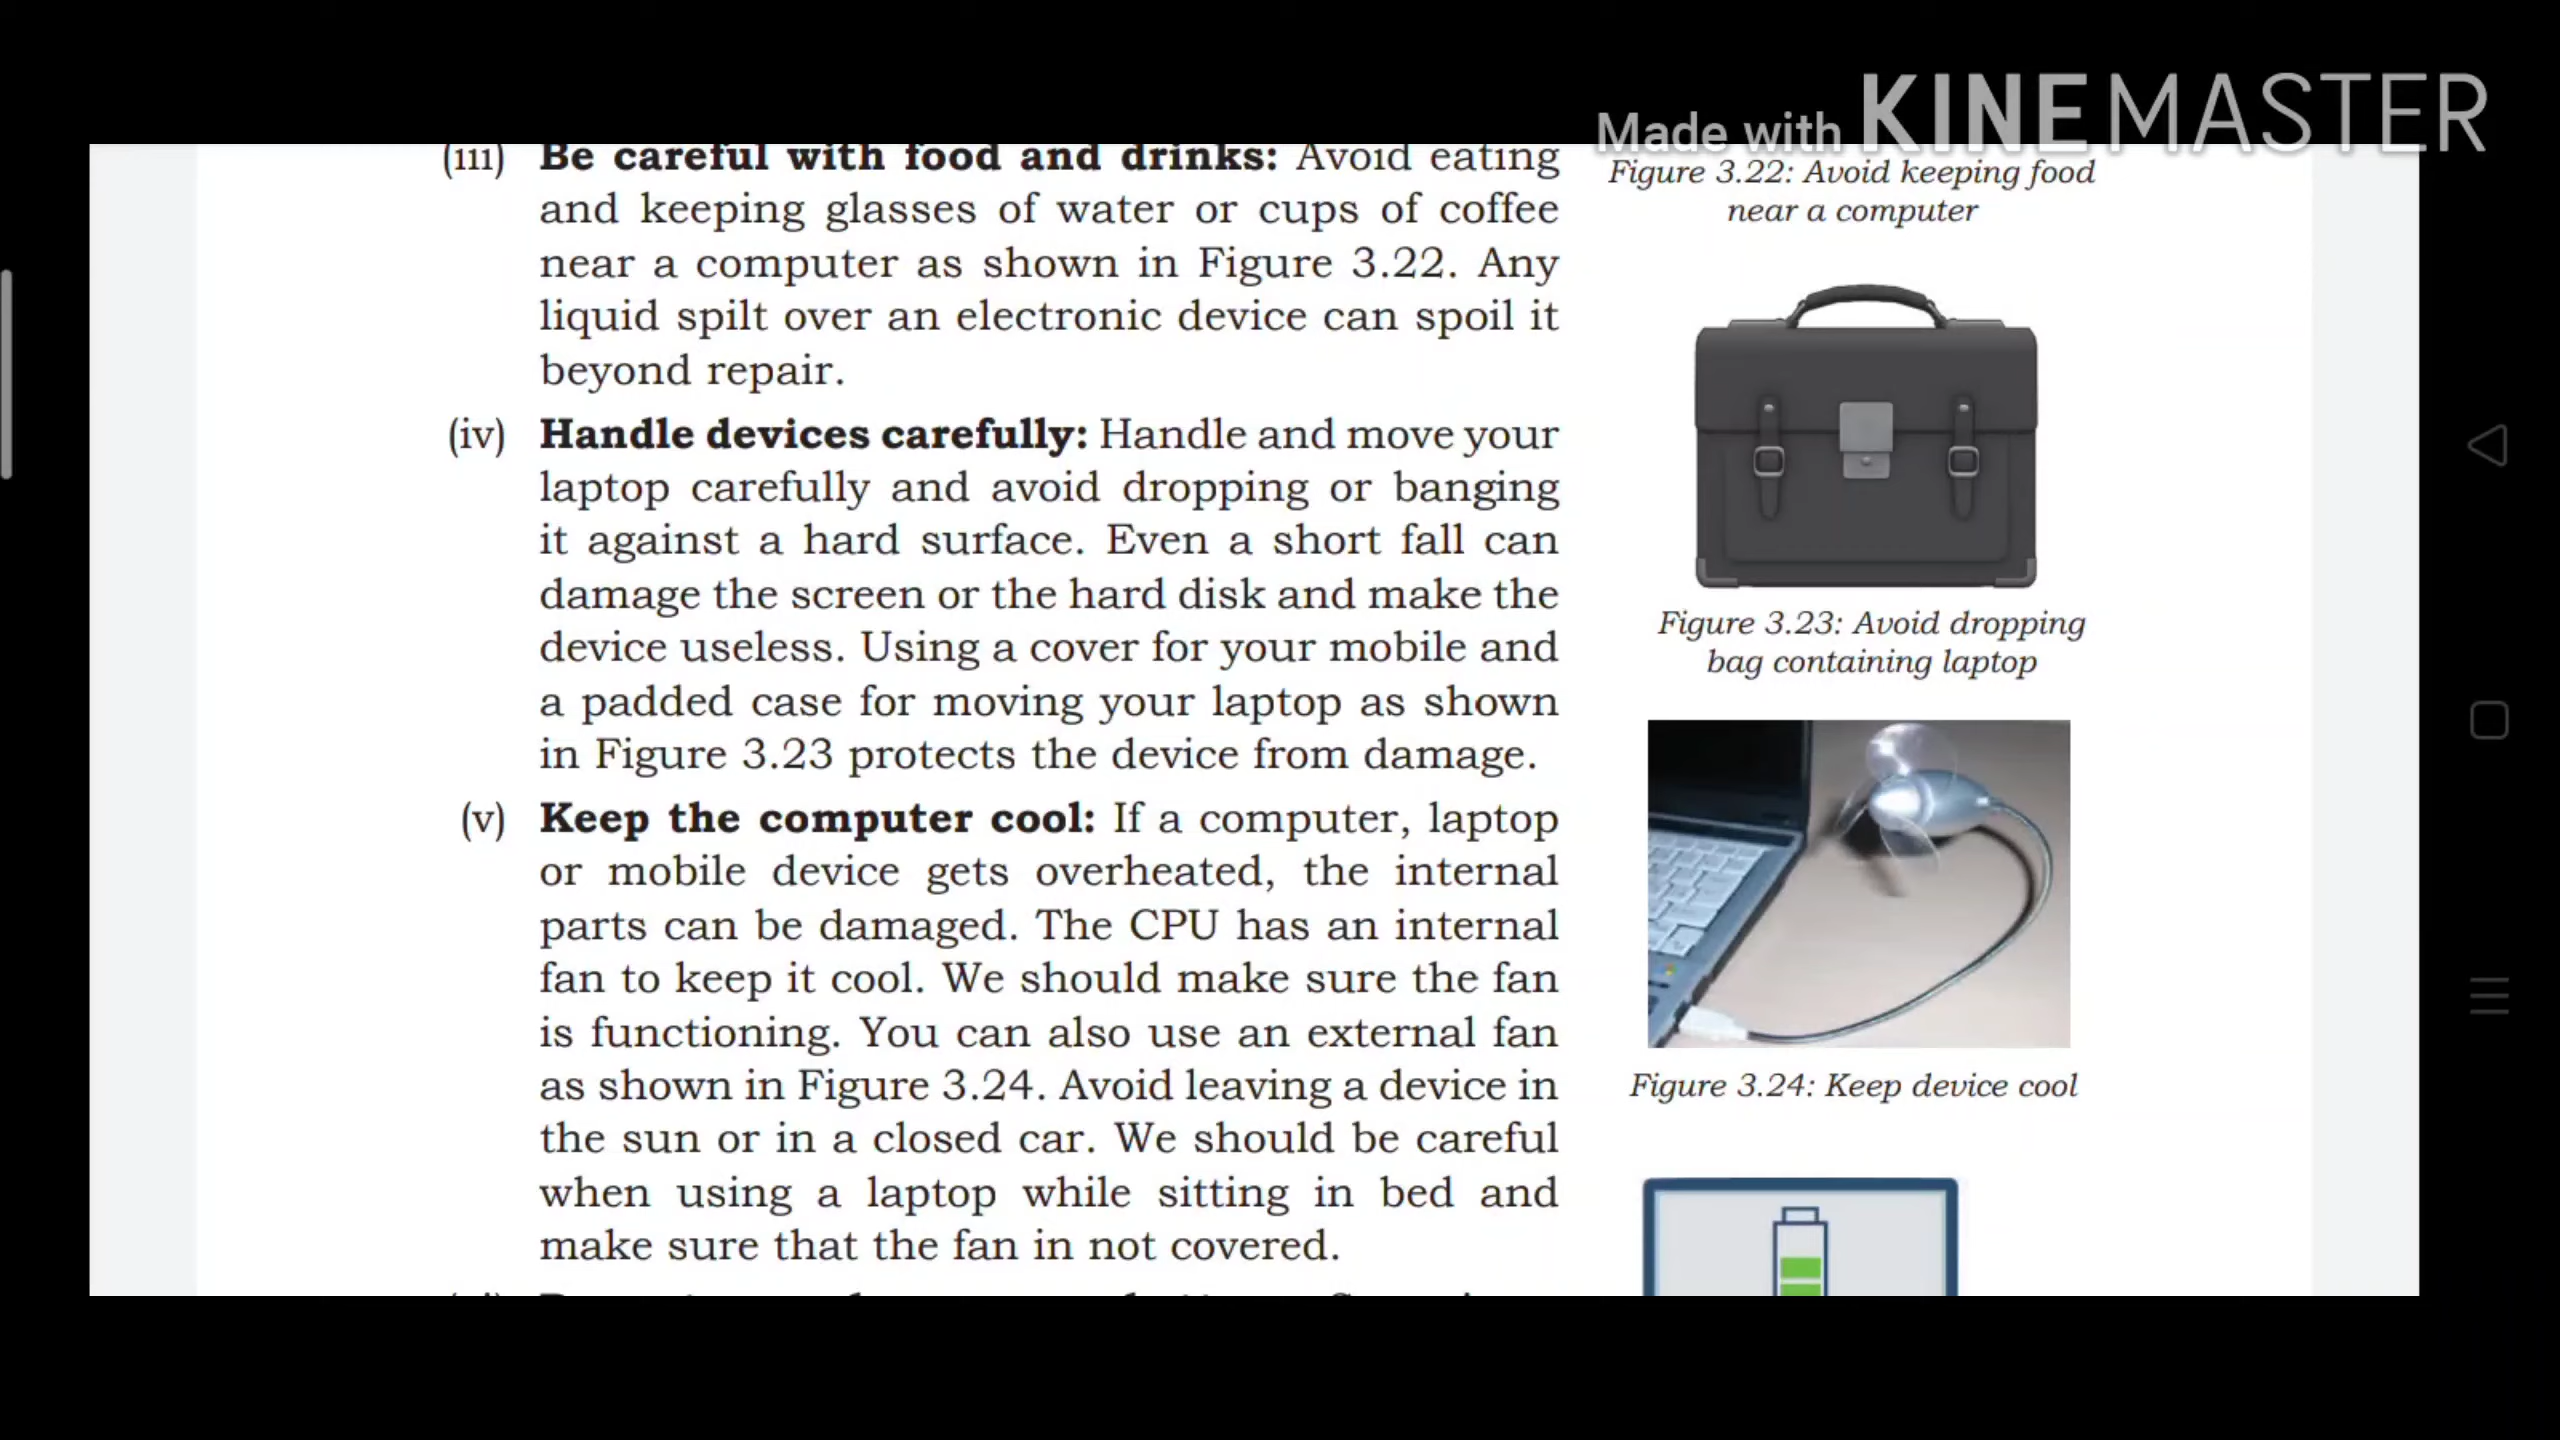 Made with KINEMASTER
(iii) Be careful with food and drinks: Avoid eating
and keeping glasses of water or cups of coffee
near a computer as shown in Figure 3.22. Any
liquid spilt over an electronic device can spoil it
beyond repair.
(iv) Handle devices carefully: Handle and move your
laptop carefully and avoid dropping or banging
it against a hard surface. Even a short fall can
damage the screen or the hard disk and make the
device useless. Using a cover for your mobile and
a padded case for moving your laptop as shown
in Figure 3.23 protects the device from damage.
(v) Keep the computer cool: If a computer, laptop
or mobile device gets overheated, the internal
parts can be damaged. The CPU has an internal
fan to keep it cool. We should make sure the fan
is functioning. You can also use an external fan
as shown in Figure 3.24. Avoid leaving a device in
the sun or in a closed car. We should be careful
when using a laptop while sitting in bed and
make sure that the fan in not covered.
Figure 3.22: Avoid keeping food
near a computer
Figure 3.23: Avoid dropping
bag containing laptop
Figure 3.24: Keep device cool